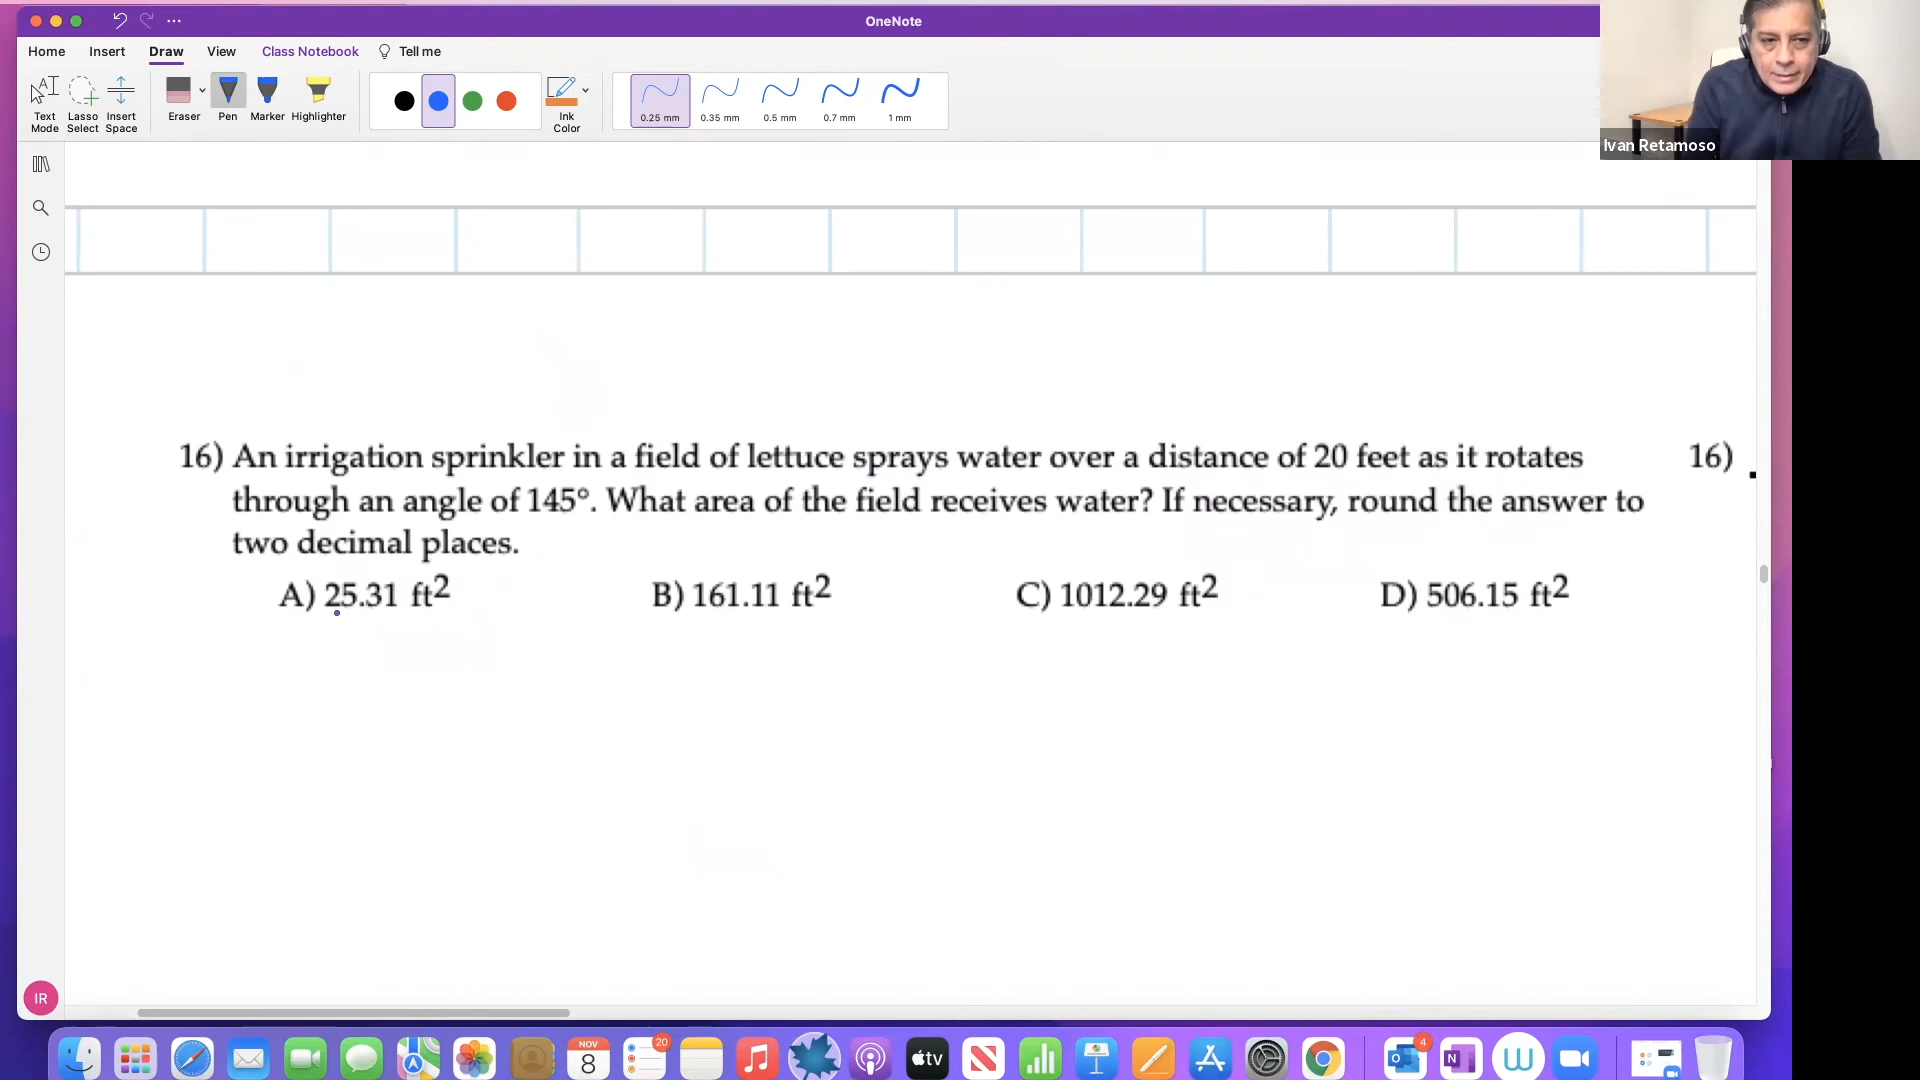 OneNote
Home Insert Draw View Class Notebook Tell me
Text Mode
Lasso Select
Insert Space
Eraser
Pen
Marker
Highlighter
Ink Color
0.25 mm
0.35 mm
0.5 mm
0.7 mm
1 mm
Ivan Retamoso
16) An irrigation sprinkler in a field of lettuce sprays water over a distance of 20 feet as it rotates 16)
through an angle of 145°. What area of the field receives water? If necessary, round the answer to
two decimal places.
A) 25.31 ft2 B) 161.11 ft2 C) 1012.29 ft2 D) 506.15 ft2
IR
NOV
8
20
tv
4